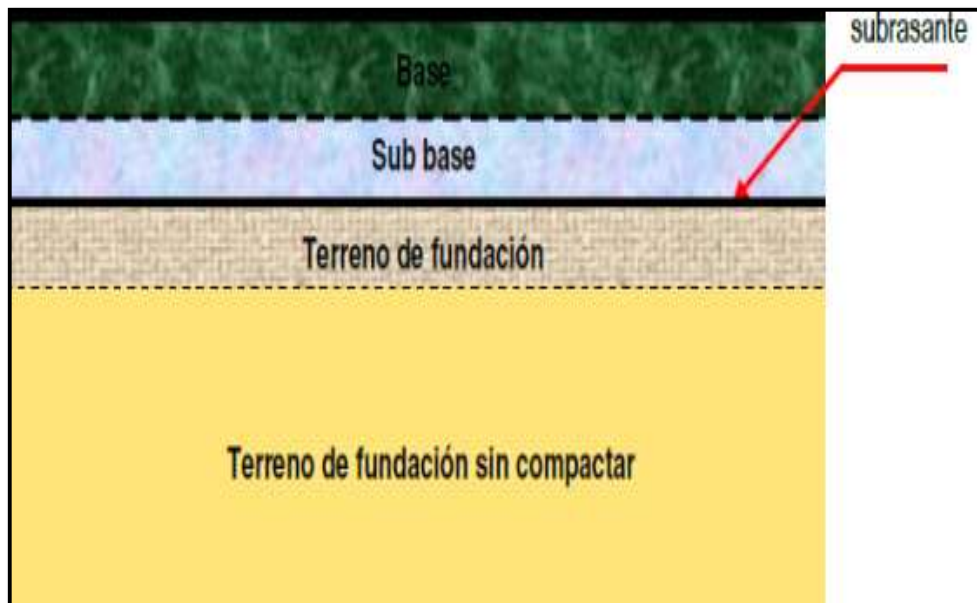 subrasante
Base
Sub base
Terreno de fundación
Terreno de fundación sin compactar